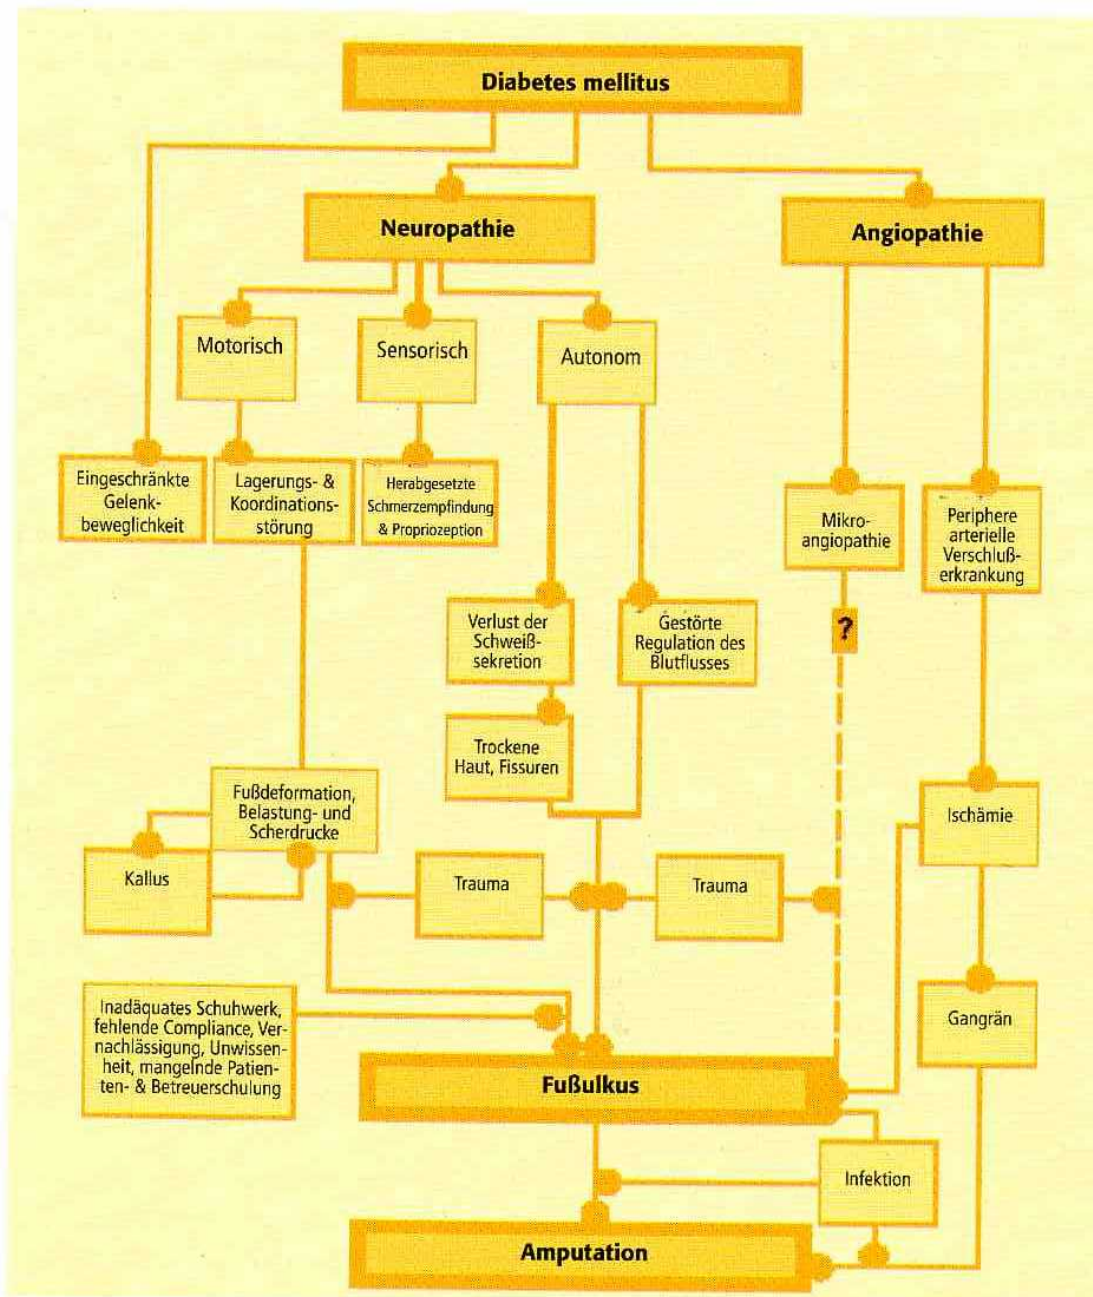 Diabetes mellitus
Neuropathie
Angiopathie
Motorisch
Sensorisch
Autonom
Eingeschränkte
Gelenk-
beweglichkeit
Lagerungs- &
Koordinations-
störung
Herabgesetzte
Schmerzempfindung
& Propriozeption
Mikro-
angiopathie
Periphere
arterielle
Verschluß-
erkrankung
?
Verlust der
Schweiß-
sekretion
Gestörte
Regulation des
Blutflusses
Trockene
Haut, Fissuren
Fußdeformation,
Belastung- und
Scherdrucke
Ischämie
Kallus
Trauma
Trauma
Inadäquates Schuhwerk,
fehlende Compliance, Ver-
nachlässigung, Unwissen-
heit, mangelnde Patien-
ten- & Betreuerschulung
Gangrän
Fußulkus
Infektion
Amputation